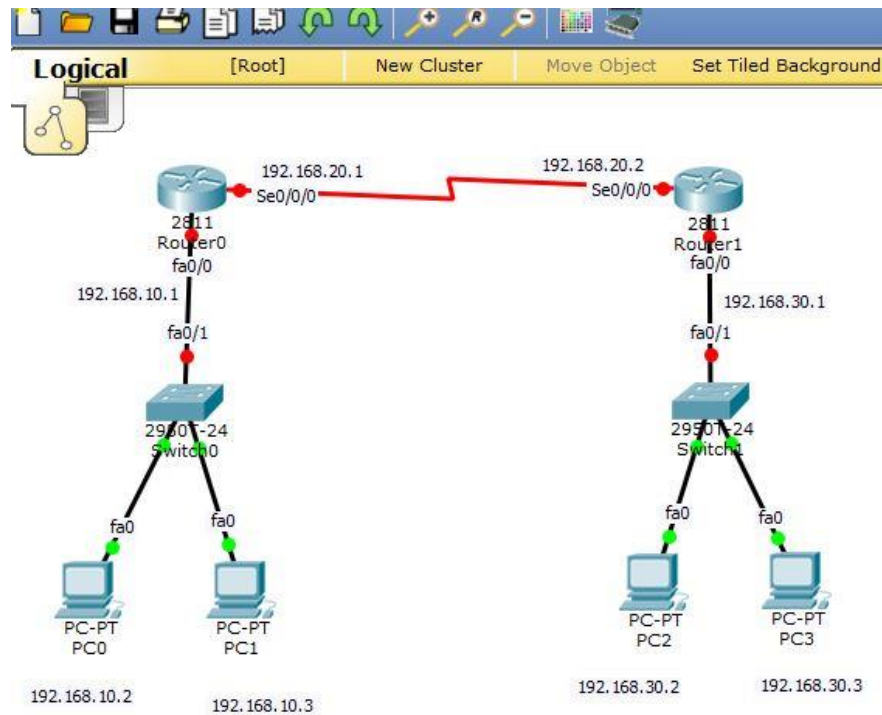 Logical [Root] New Cluster Move Object Set Tiled Background
192.168.20.1 192.168.20.2
Se0/0/0 Se0/0/0
2811 2811
Router0 Router1
fa0/0 fa0/0
192.168.10.1 192.168.30.1
fa0/1 fa0/1
2950T-24 2950T-24
Switch0 Switch1
fa0 fa0 fa0 fa0
PC-PT PC-PT PC-PT PC-PT
PC0 PC1 PC2 PC3
192.168.10.2 192.168.10.3 192.168.30.2 192.168.30.3